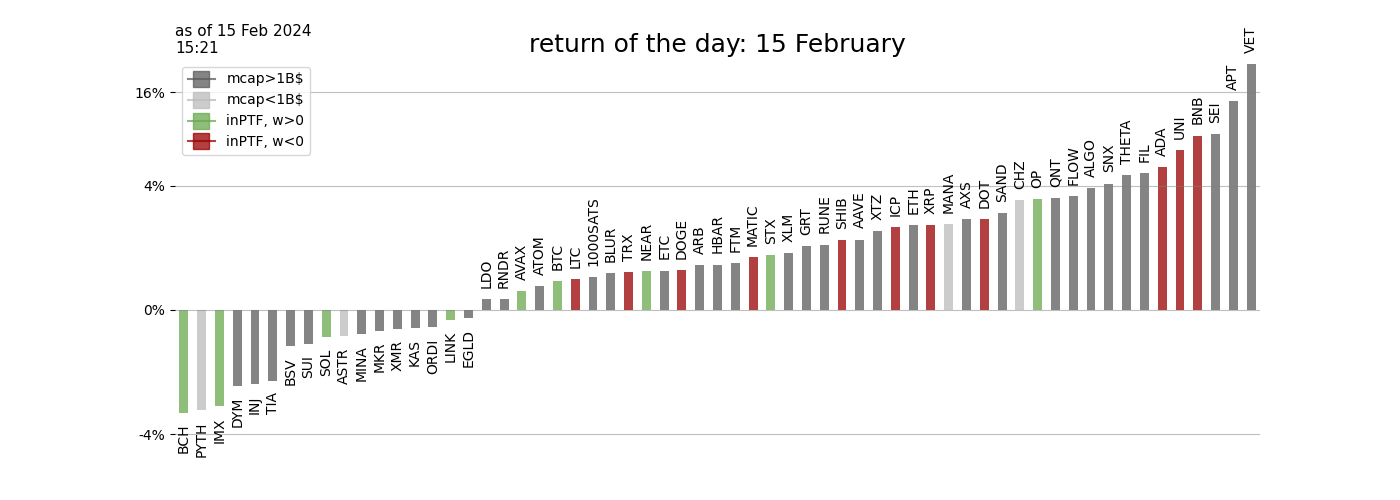 as of 15 Feb 2024
15:21
return of the day: 15 February
mcap>1B$
mcap<1B$
inPTF, w>0
inPTF, w<0
16%
4%
0%
-4%
BCH
PYTH
IMX
DYM
INJ
TIA
BSV
SUI
SOL
ASTR
MINA
MKR
XMR
KAS
ORDI
LINK
EGLD
LDO
RNDR
AVAX
ATOM
BTC
LTC
1000SATS
BLUR
TRX
NEAR
ETC
DOGE
ARB
HBAR
FTM
MATIC
STX
XLM
GRT
RUNE
SHIB
AAVE
XTZ
ICP
ETH
XRP
MANA
AXS
DOT
SAND
CHZ
OP
QNT
FLOW
ALGO
SNX
THETA
FIL
ADA
UNI
BNB
SEI
APT
VET